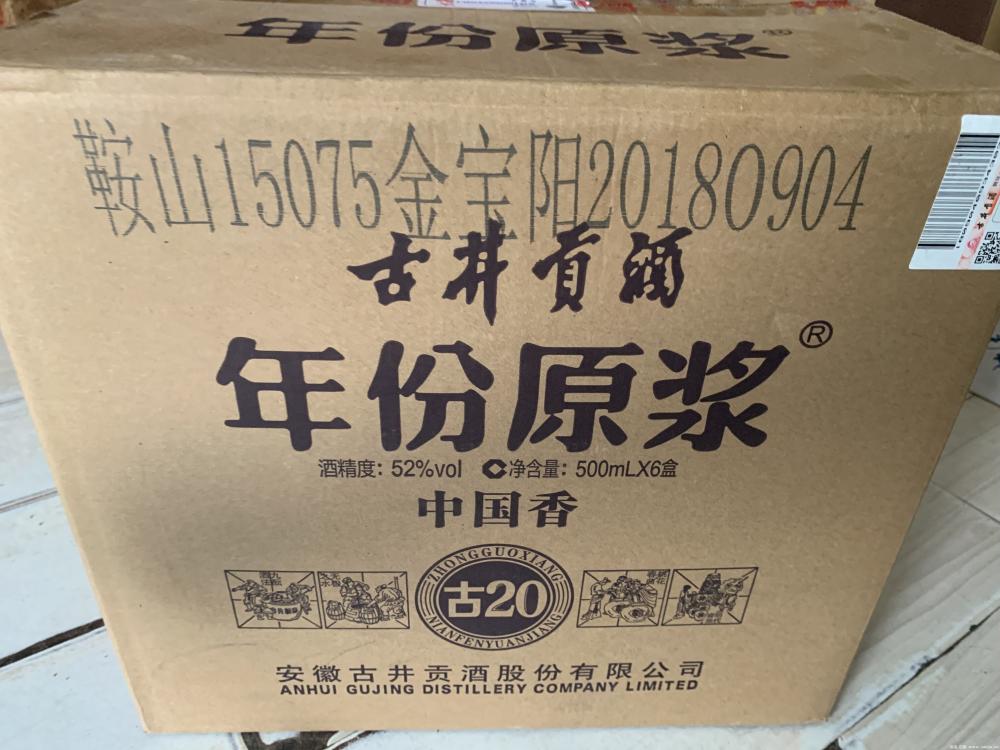 年份原浆®
鞍山15075金宝阳20180904
古井贡酒
年份原浆®
酒精度：52%vol 净含量：500mLX6盒
中国香
ZHONGGUOXIANG
古20
NIANFENYUANJIANG
安徽古井贡酒股份有限公司
ANHUI GUJING DISTILLERY COMPANY LIMITED